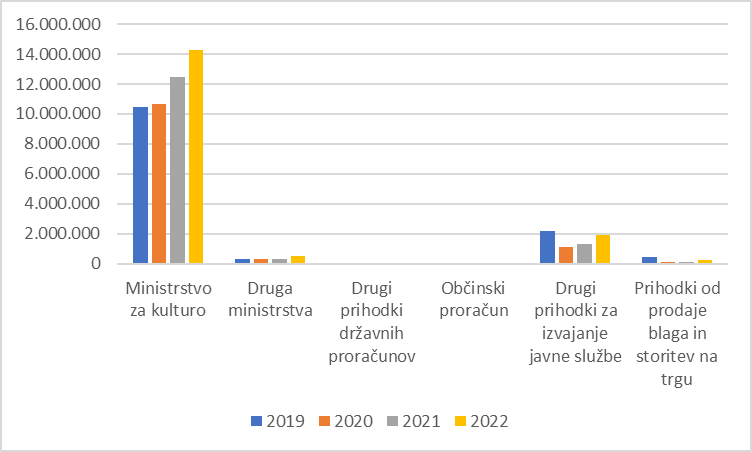 16.000.000
14.000.000
12.000.000
10.000.000
8.000.000
6.000.000
4.000.000
2.000.000
0
Ministrstvo
za kulturo
Druga
ministrstva
Drugi
prihodki
državnih
proračunov
Občinski
proračun
Drugi
prihodki za
izvajanje
javne službe
Prihodki od
prodaje
blaga in
storitev na
trgu
2019 2020 2021 2022